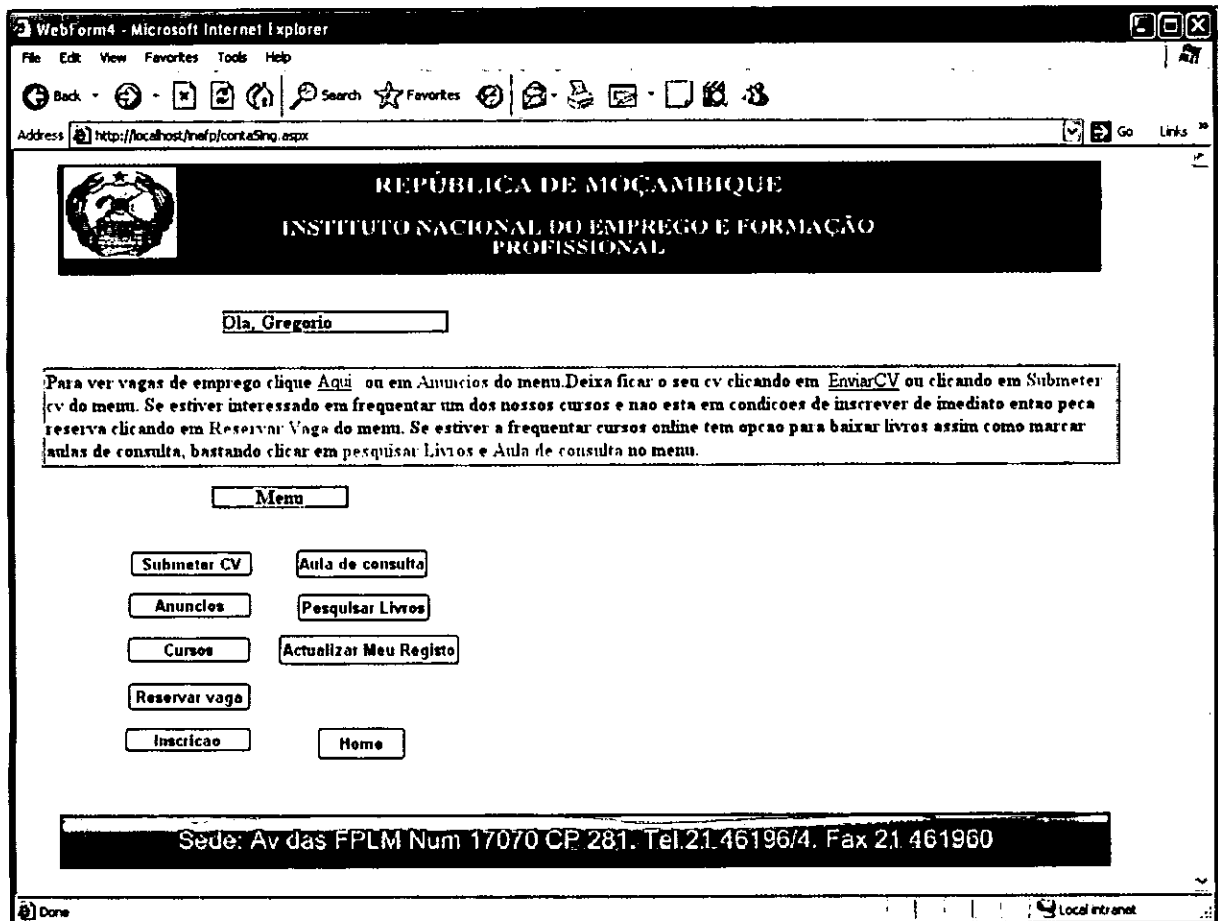 WebForm4 - Microsoft Internet Explorer
File Edit View Favorites Tools Help
Back Search Favorites
Address http://localhost/inefp/contaSing.aspx Go Links
REPÚBLICA DE MOÇAMBIQUE
INSTITUTO NACIONAL DO EMPREGO E FORMAÇÃO
PROFISSIONAL
Ola, Gregorio
Para ver vagas de emprego clique Aqui ou em Anuncios do menu.Deixa ficar o seu cv clicando em EnviarCV ou clicando em Submeter
cv do menu. Se estiver interessado em frequentar um dos nossos cursos e nao esta em condicoes de inscrever de imediato entao peca
reserva clicando em Reservar Vaga do menu. Se estiver a frequentar cursos online tem opcao para baixar livros assim como marcar
aulas de consulta, bastando clicar em pesquisar Livros e Aula de consulta no menu.
Menu
Submeter CV Aula de consulta
Anuncios Pesquisar Livros
Cursos Actualizar Meu Registo
Reservar vaga
Inscricao Home
Sede: Av das FPLM Num 17070 CP 281. Tel.21.46196/4. Fax 21 461960
Done Local intranet